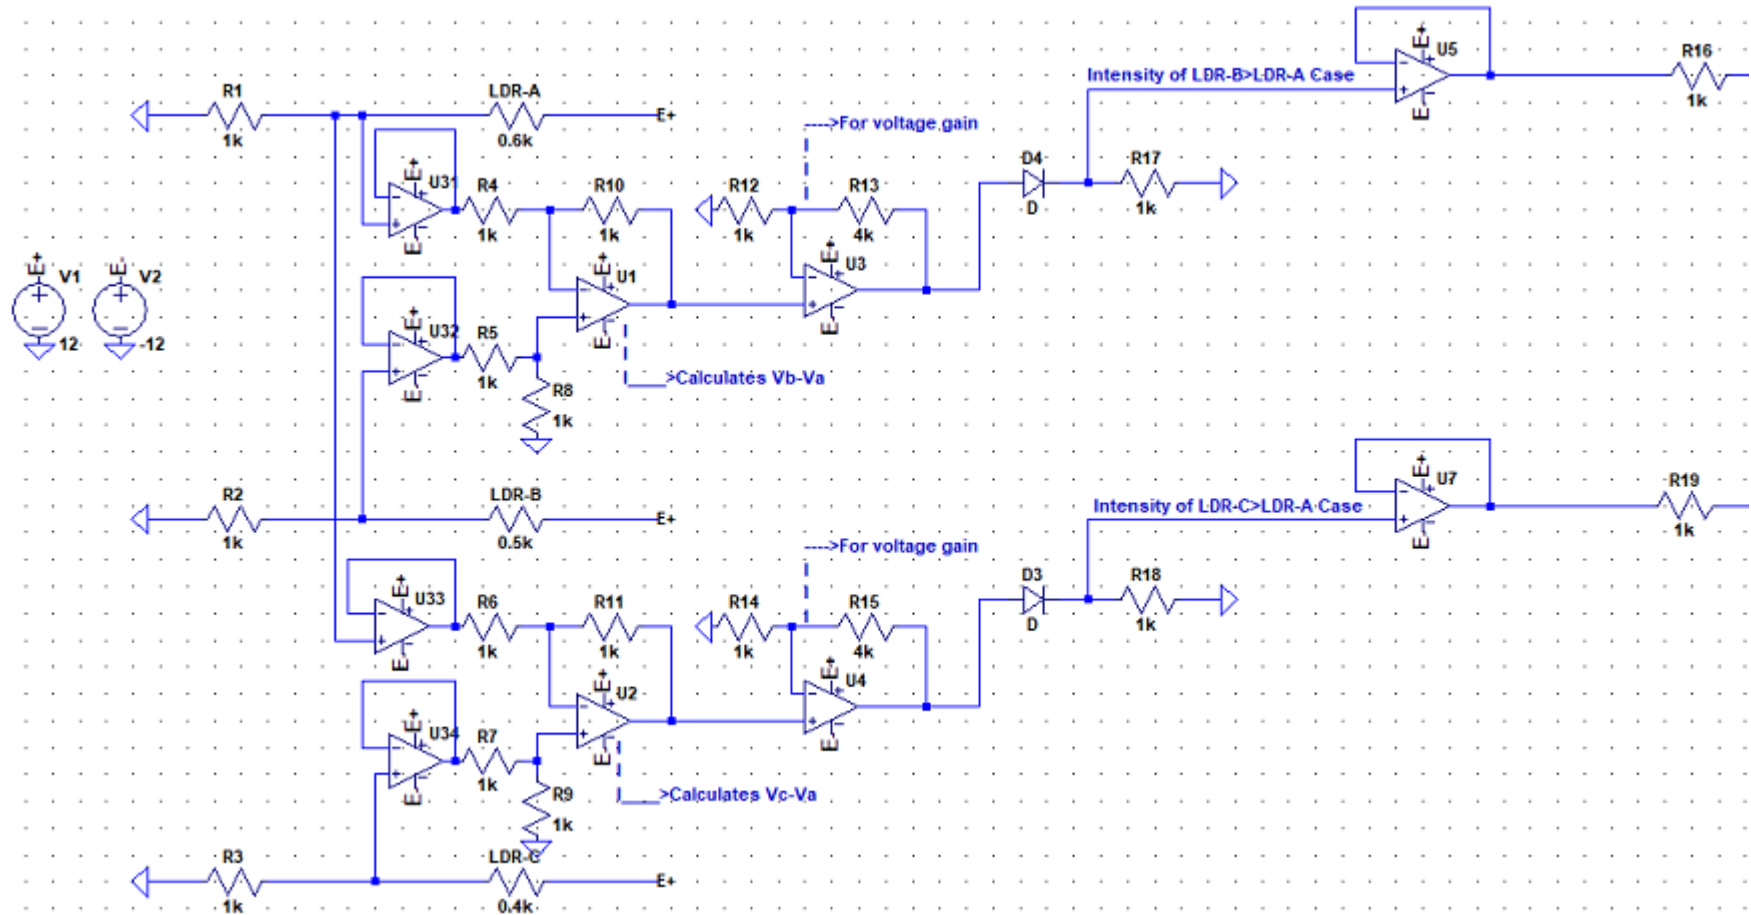 E+
U5
R16
Intensity of LDR-B>LDR-A Case
E-
1k
R1
LDR-A
E+
1k
0.6k
---->For voltage gain
E+
U31
R4
R10
R12
R13
D4
R17
E-
1k
1k
1k
4k
D
1k
E+
V1
E-
V2
12
-12
E+
U1
E+
U3
E-
E-
E+
U32
R5
1k
E-
R8
1k
|____>Calculates Vb-Va
R2
LDR-B
E+
1k
0.5k
E+
U7
R19
Intensity of LDR-C>LDR-A Case
E-
1k
---->For voltage gain
E+
U33
R6
R11
R14
R15
D3
R18
E-
1k
1k
1k
4k
D
1k
E+
U2
E+
U4
E-
E-
E+
U34
R7
1k
E-
R9
1k
|____>Calculates Vc-Va
R3
LDR-C
E+
1k
0.4k